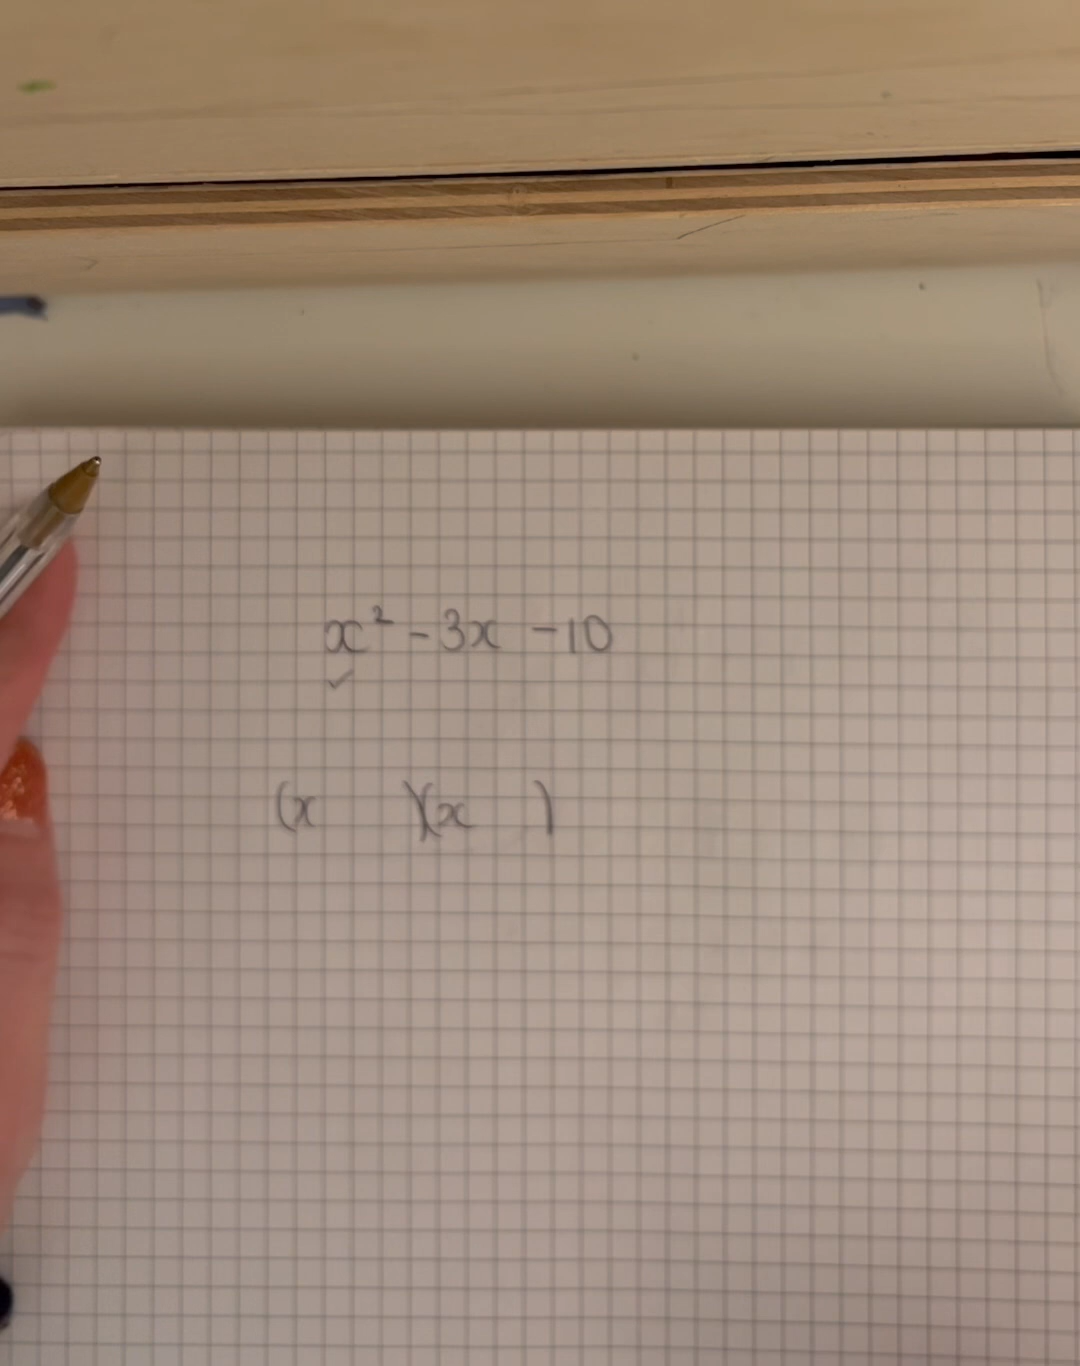 x² - 3x - 10
(x )(x )